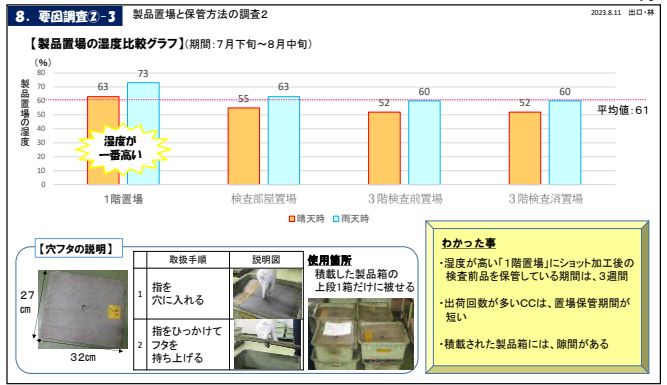 8. 要因調査②-3
製品置場と保管方法の調査2
2023.8.11 出口・林
【製品置場の湿度比較グラフ】(期間:7月下旬～8月中旬)
(%)
製品置場の湿度
80
70
60
50
40
30
20
10
0
63
73
55
63
52
60
52
60
平均値:61
湿度が
一番高い
1階置場
検査部屋置場
3階検査前置場
3階検査済置場
晴天時
雨天時
【穴フタの説明】
27
㎝
32㎝
取扱手順
説明図
1
指を
穴に入れる
2
指をひっかけて
フタを
持ち上げる
使用箇所
積載した製品箱の
上段1箱だけに被せる
わかった事
・湿度が高い「1階置場」にショット加工後の
検査前品を保管している期間は、3週間
・出荷回数が多いCCは、置場保管期間が
短い
・積載された製品箱には、隙間がある